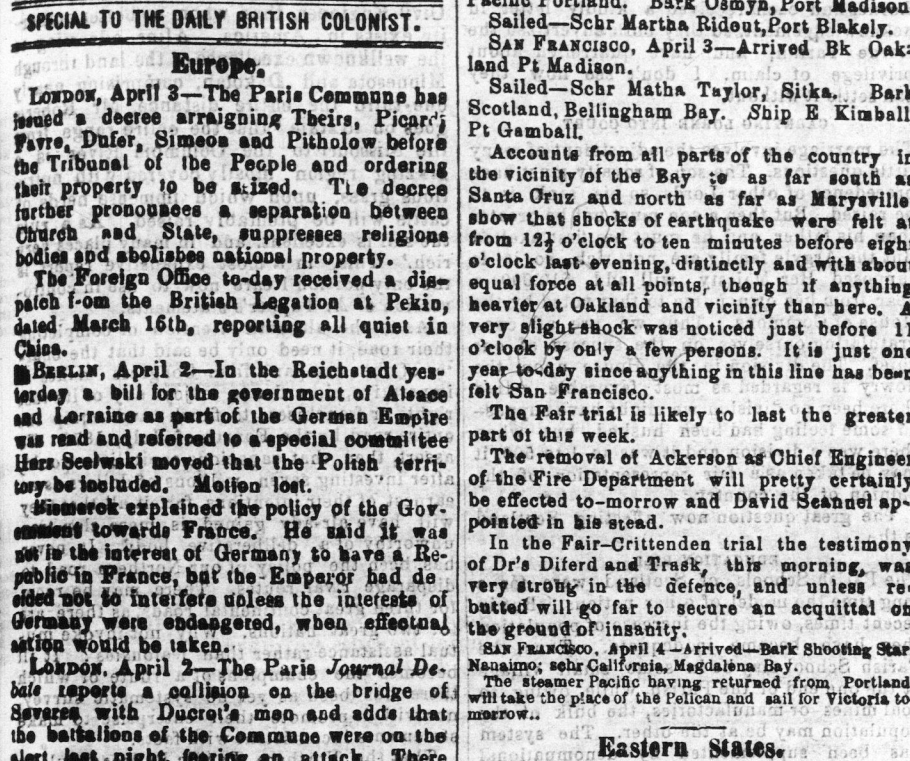 SPECIAL TO THE DAILY BRITISH COLONIST.
Europe.
LONDON, April 3—The Paris Commune has
issued a decree arraigning Theirs, Picard,
Favre, Dufer, Simeon and Pitholow before
the Tribunal of the People and ordering
their property to be seized. The decree
further pronounces a separation between
Church and State, suppresses religious
bodies and abolishes national property.
The Foreign Office to-day received a dis-
patch from the British Legation at Pekin,
dated March 16th, reporting all quiet in
China.
BERLIN, April 2—In the Reichstadt yes-
terday a bill for the government of Alsace
and Lorraine as part of the German Empire
was read and referred to a special committee
Herr Seelwski moved that the Polish terri-
tory be included. Motion lost.
Bismarck explained the policy of the Gov-
ernment towards France. He said it was
not in the interest of Germany to have a Re-
public in France, but the Emperor had de
cided not to interfere unless the interests of
Germany were endangered, when effectual
action would be taken.
LONDON, April 2—The Paris Journal De-
bate reports a collision on the bridge of
Severes with Ducrot's men and adds that
the battalions of the Commune were on the
alert last night fearing an attack. There
Pacific Portland. Bark Osmyn, Port Madison
Sailed—Schr Martha Rideut, Port Blakely.
SAN FRANCISCO, April 3—Arrived Bk Oak-
land Pt Madison.
Sailed—Schr Matha Taylor, Sitka. Bark
Scotland, Bellingham Bay. Ship E Kimball
Pt Gamball.
Accounts from all parts of the country in
the vicinity of the Bay to as far south as
Santa Cruz and north as far as Marysville
show that shocks of earthquake were felt at
from 12½ o'clock to ten minutes before eight
o'clock last evening, distinctly and with about
equal force at all points, though if anything
heavier at Oakland and vicinity than here. A
very slight shock was noticed just before 11
o'clock by only a few persons. It is just one
year to-day since anything in this line has been
felt San Francisco.
The Fair trial is likely to last the greater
part of this week.
The removal of Ackerson as Chief Engineer
of the Fire Department will pretty certainly
be effected to-morrow and David Scannel ap-
pointed in his stead.
In the Fair-Crittenden trial the testimony
of Dr's Diferd and Trask, this morning, was
very strong in the defence, and unless re-
butted will go far to secure an acquittal on
the ground of insanity.
SAN FRANCISCO, April 4—Arrived—Bark Shooting Star
Nanaimo; schr California, Magdalena Bay.
The steamer Pacific having returned from Portland
will take the place of the Pelican and sail for Victoria to
morrow..
Eastern States.